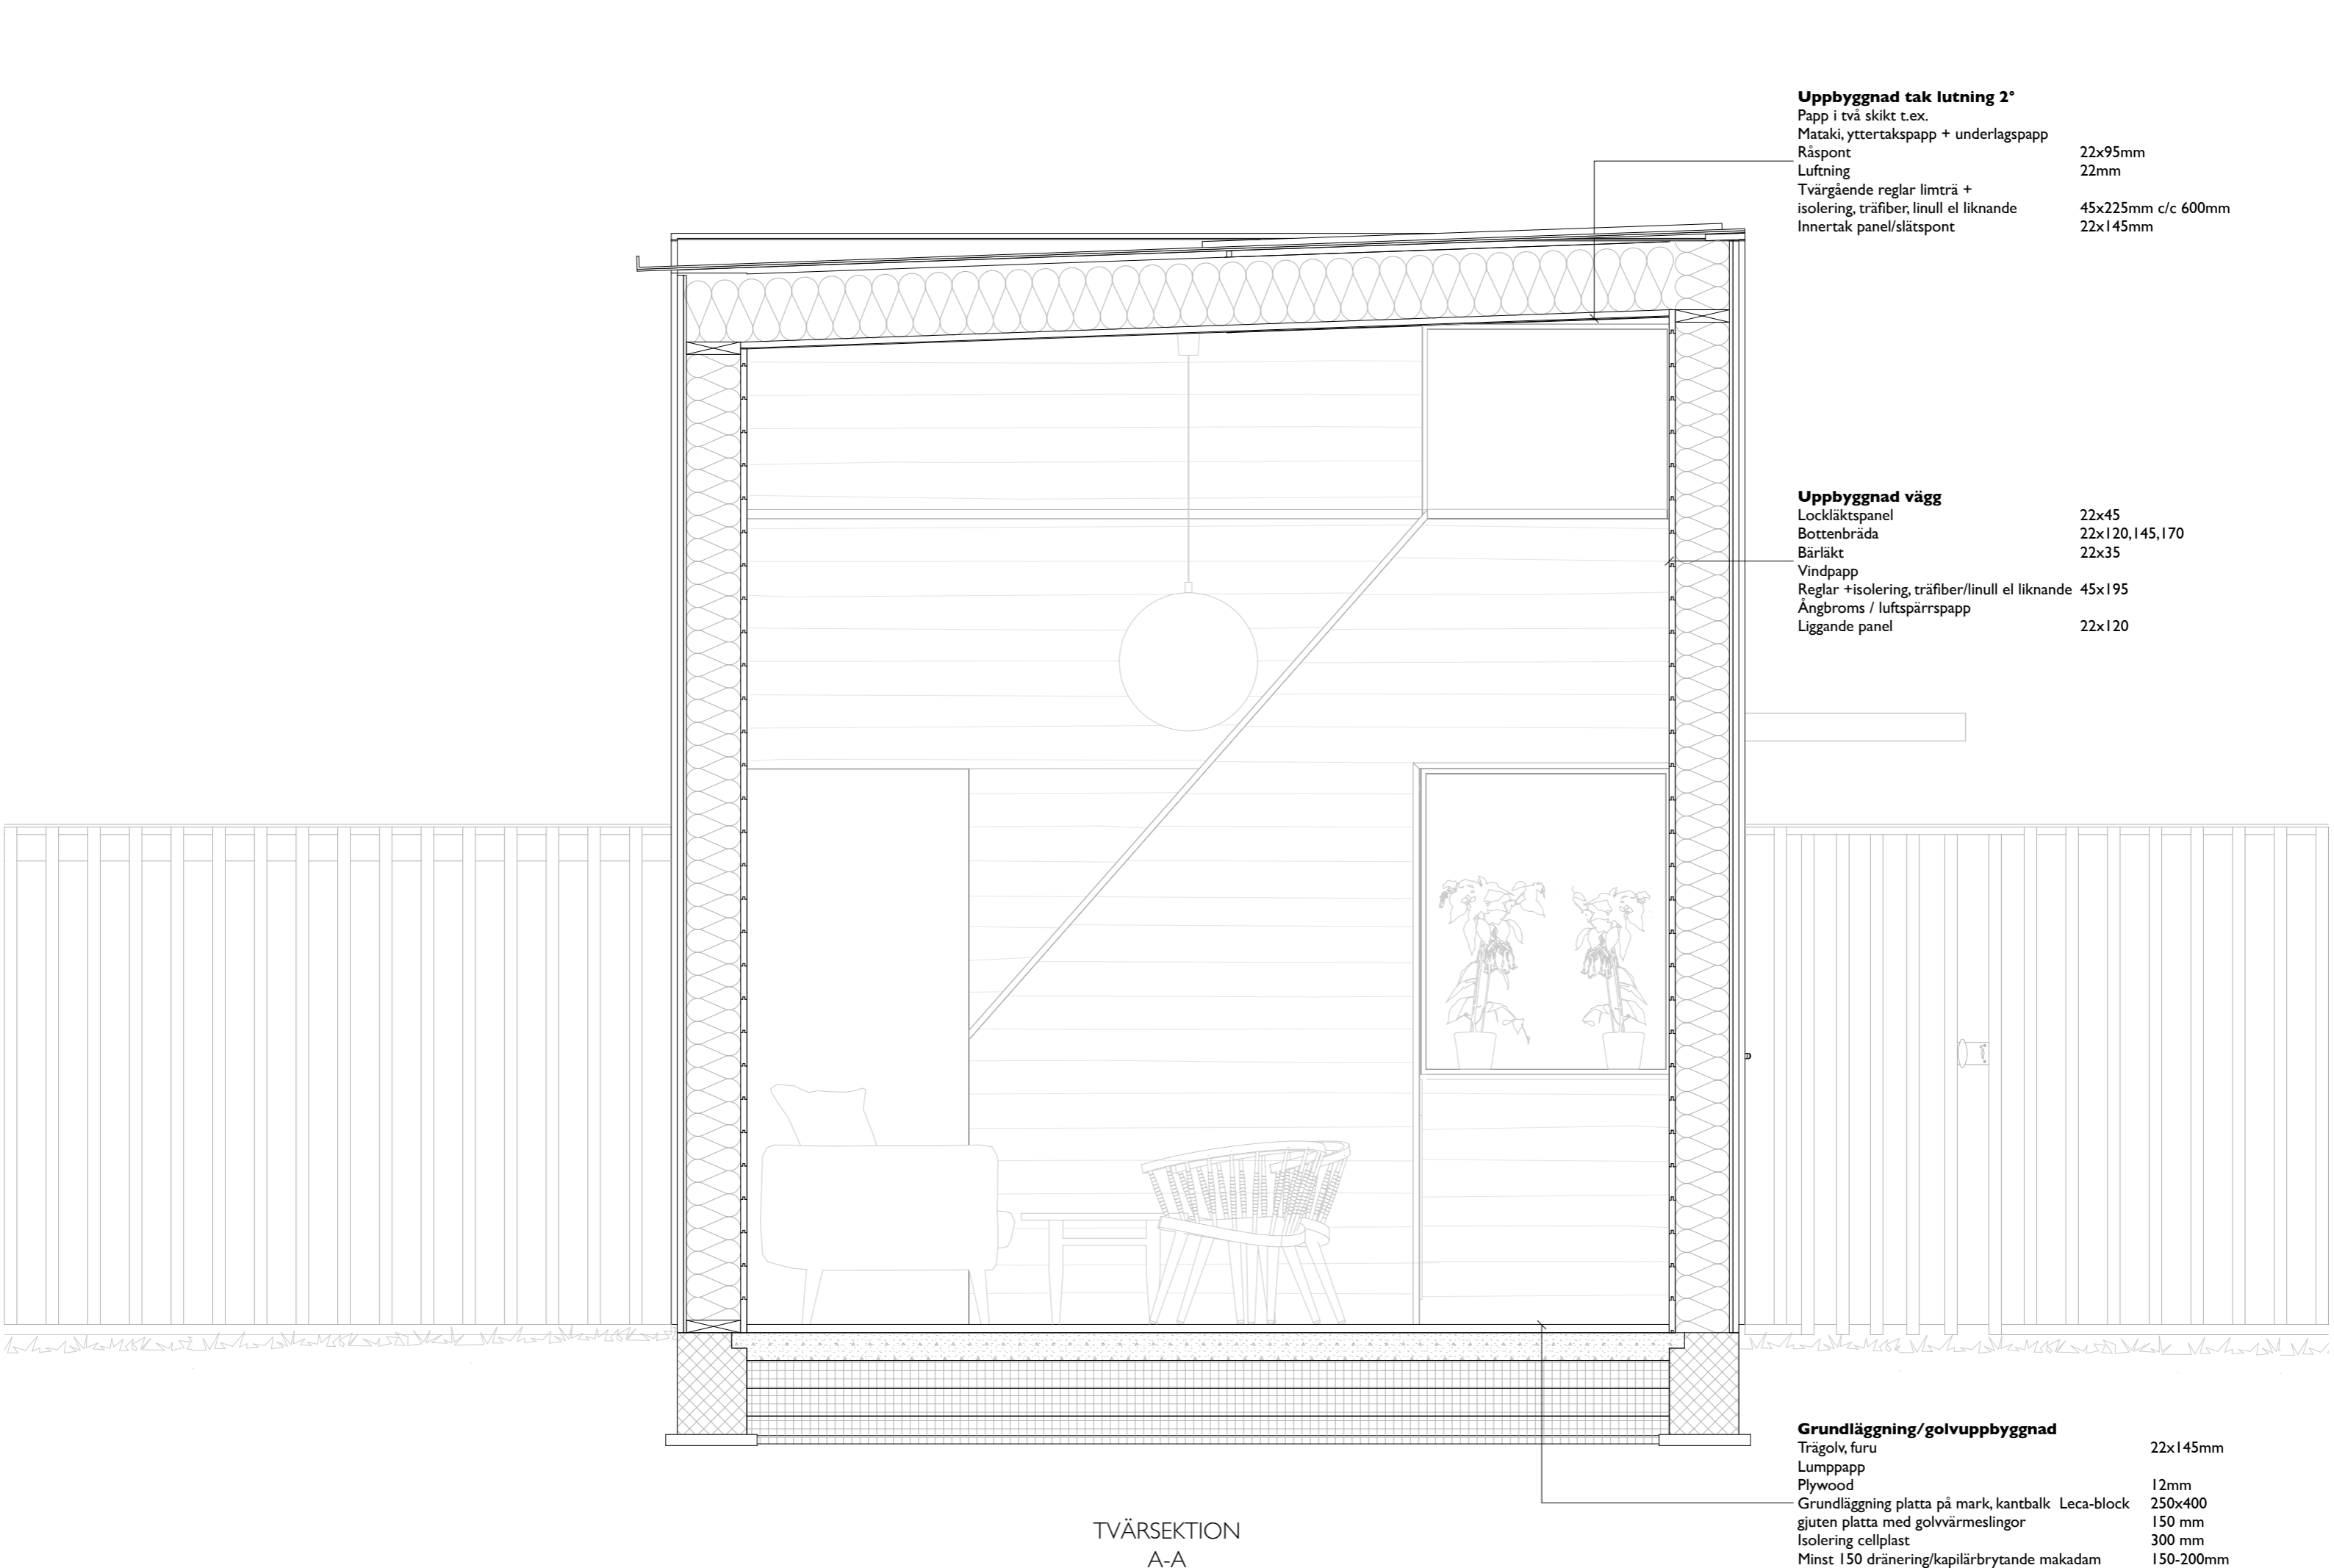 Uppbyggnad tak lutning 2°
Papp i två skikt t.ex.
Mataki, yttertakspapp + underlagspapp
Råspont 22x95mm
Luftning 22mm
Tvärgående reglar limträ +
isolering, träfiber, linull el liknande 45x225mm c/c 600mm
Innertak panel/slätspont 22x145mm
Uppbyggnad vägg
Lockläktspanel 22x45
Bottenbräda 22x120,145,170
Bärläkt 22x35
Vindpapp
Reglar +isolering, träfiber/linull el liknande 45x195
Ångbroms / luftspärrspapp
Liggande panel 22x120
Grundläggning/golvuppbyggnad
Trägolv, furu 22x145mm
Lumppapp
Plywood 12mm
Grundläggning platta på mark, kantbalk Leca-block 250x400
gjuten platta med golvvärmeslingor 150 mm
Isolering cellplast 300 mm
Minst 150 dränering/kapilärbrytande makadam 150-200mm
TVÄRSEKTION
A-A